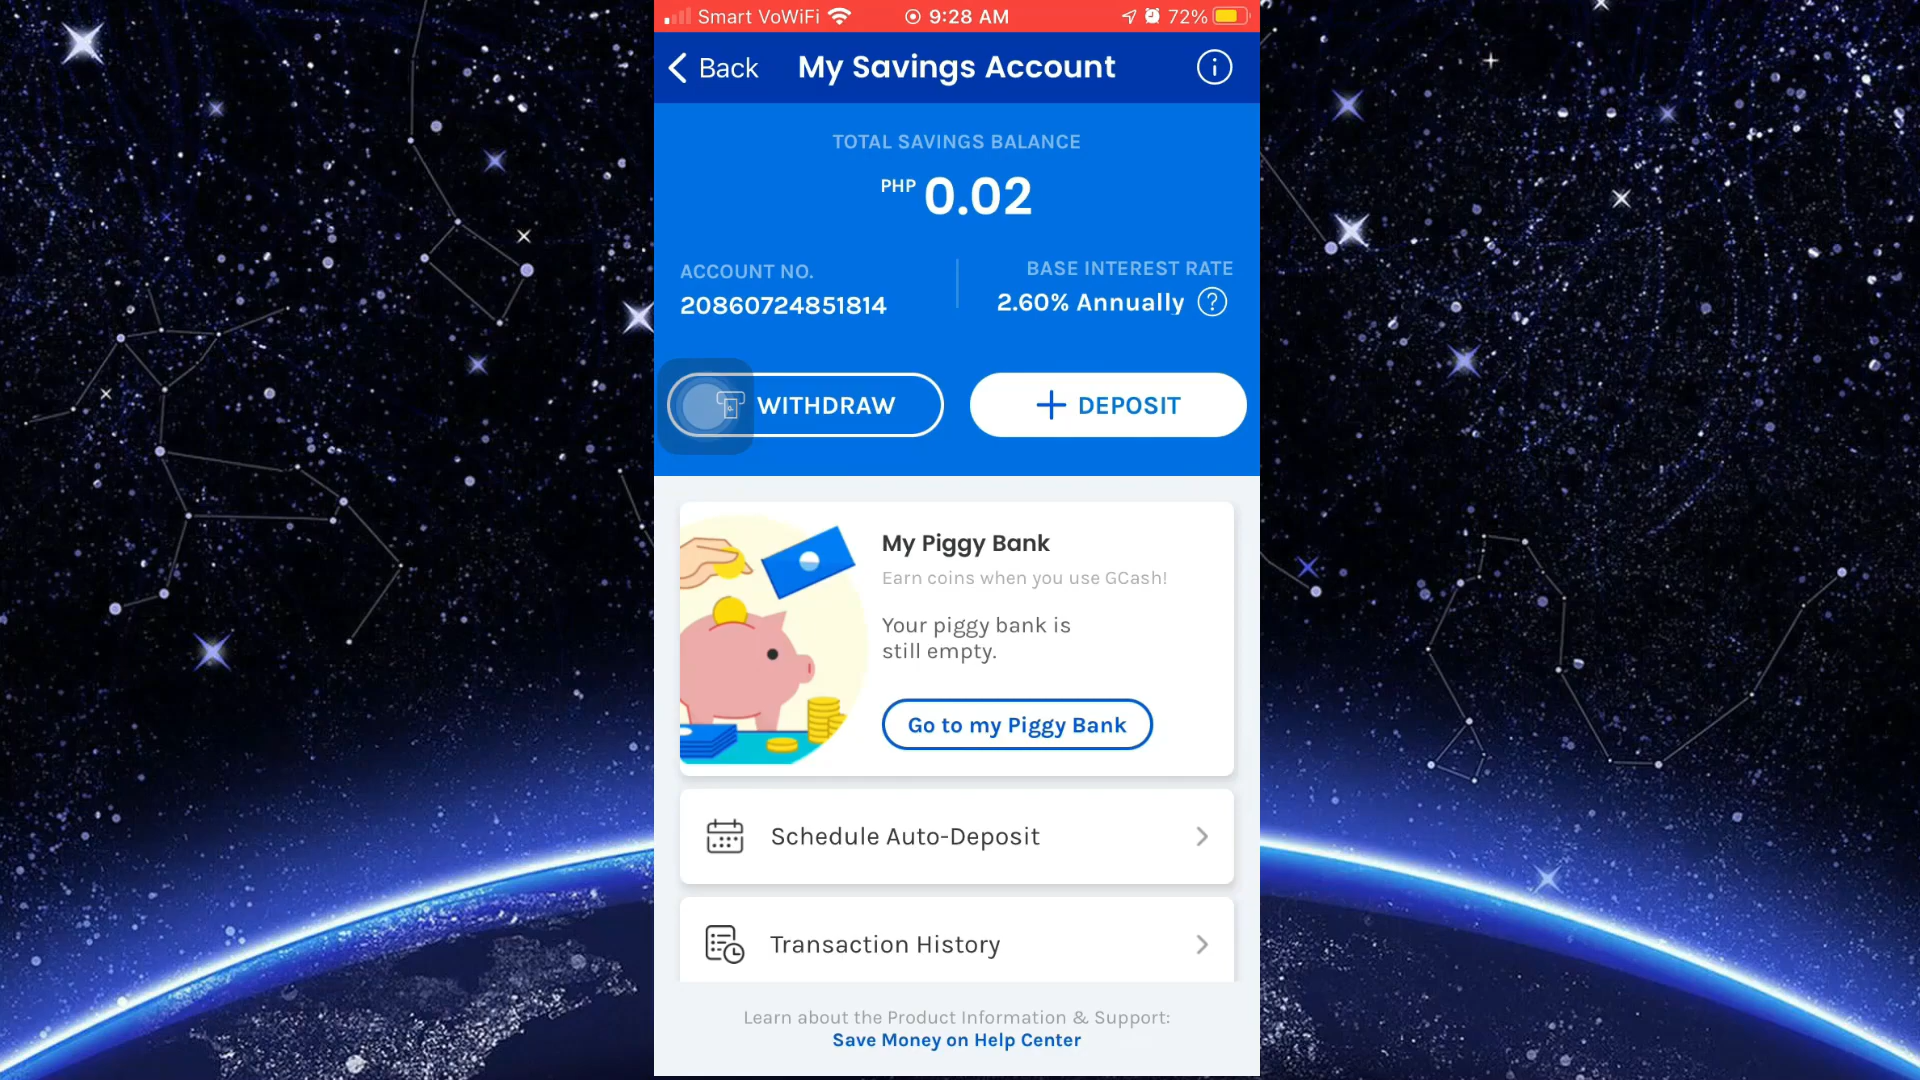 Smart VoWiFi 9:28 AM 72%
Back My Savings Account
TOTAL SAVINGS BALANCE
PHP 0.02
ACCOUNT NO.
20860724851814
BASE INTEREST RATE
2.60% Annually
WITHDRAW
DEPOSIT
My Piggy Bank
Earn coins when you use GCash!
Your piggy bank is
still empty.
Go to my Piggy Bank
Schedule Auto-Deposit
Transaction History
Learn about the Product Information & Support:
Save Money on Help Center